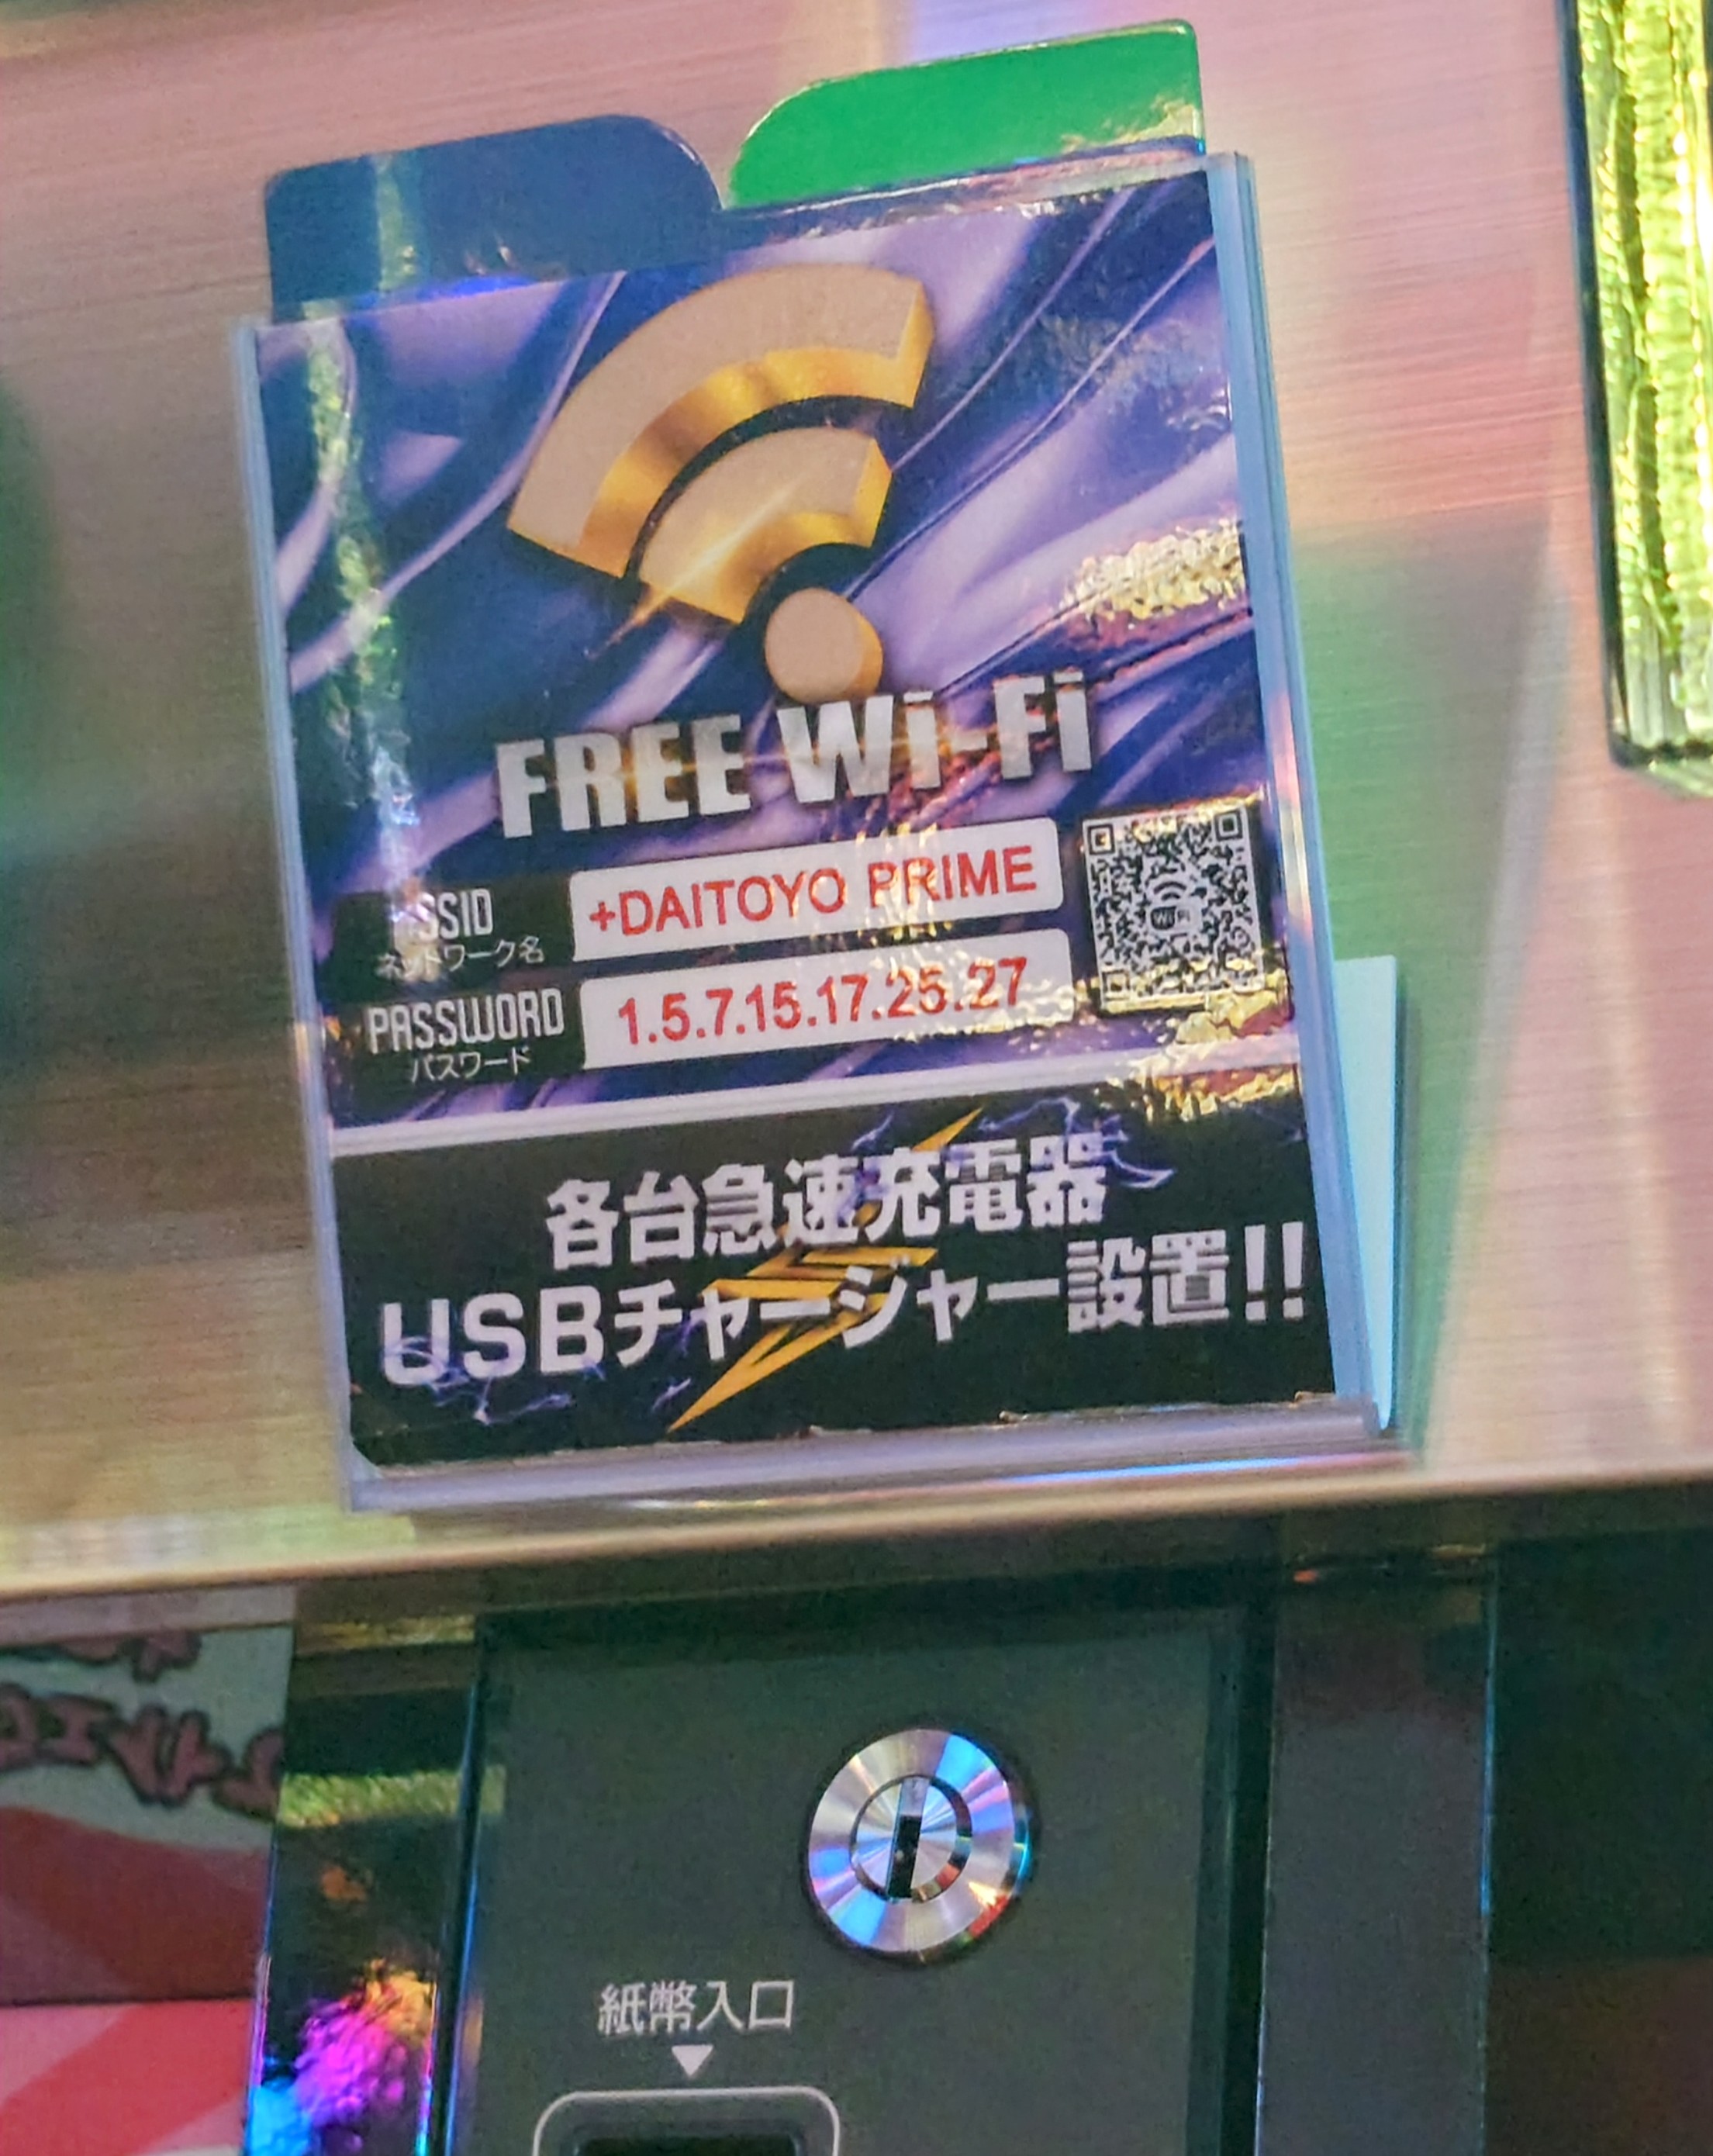 FREE Wi-Fi
SSID
ネットワーク名
+DAITOYO PRIME
PASSWORD
パスワード
1.5.7.15.17.25.27
Wi Fi
各台急速充電器
USBチャージャー設置!!
紙幣入口